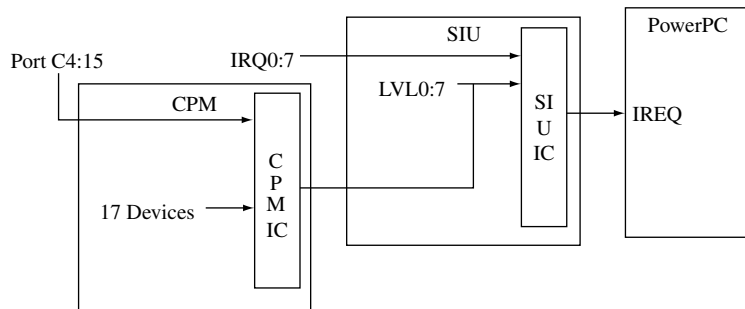 PowerPC
SIU
Port C4:15
IRQ0:7
LVL0:7
CPM
SI
U
IC
IREQ
C
P
M
IC
17 Devices